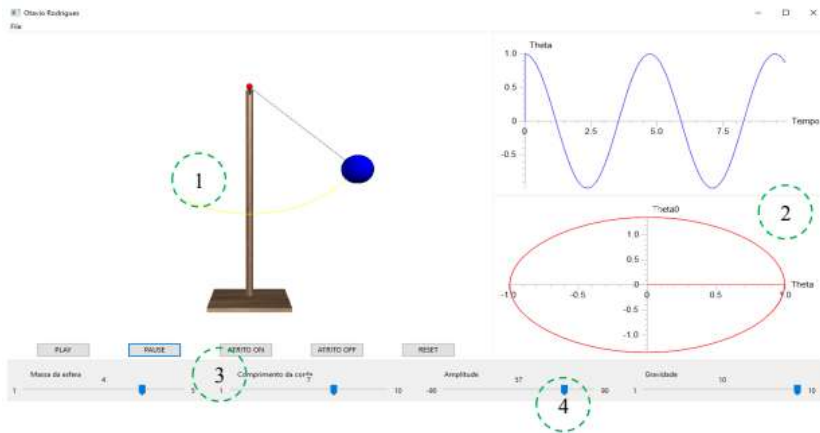 Otavio Rodrigues
File
Theta
1.0
0.5
0
-0.5
0
2.5
5.0
7.5
Tempo
1
2
Theta0
1.0
0.5
0
-0.5
-1.0
-1.0
-0.5
0
0.5
1.0
Theta
PLAY
PAUSE
ATRITO ON
ATRITO OFF
RESET
3
Massa da esfera
4
1
5
Comprimento da corda
7
1
10
Amplitude
57
-90
90
Gravidade
10
1
10
4